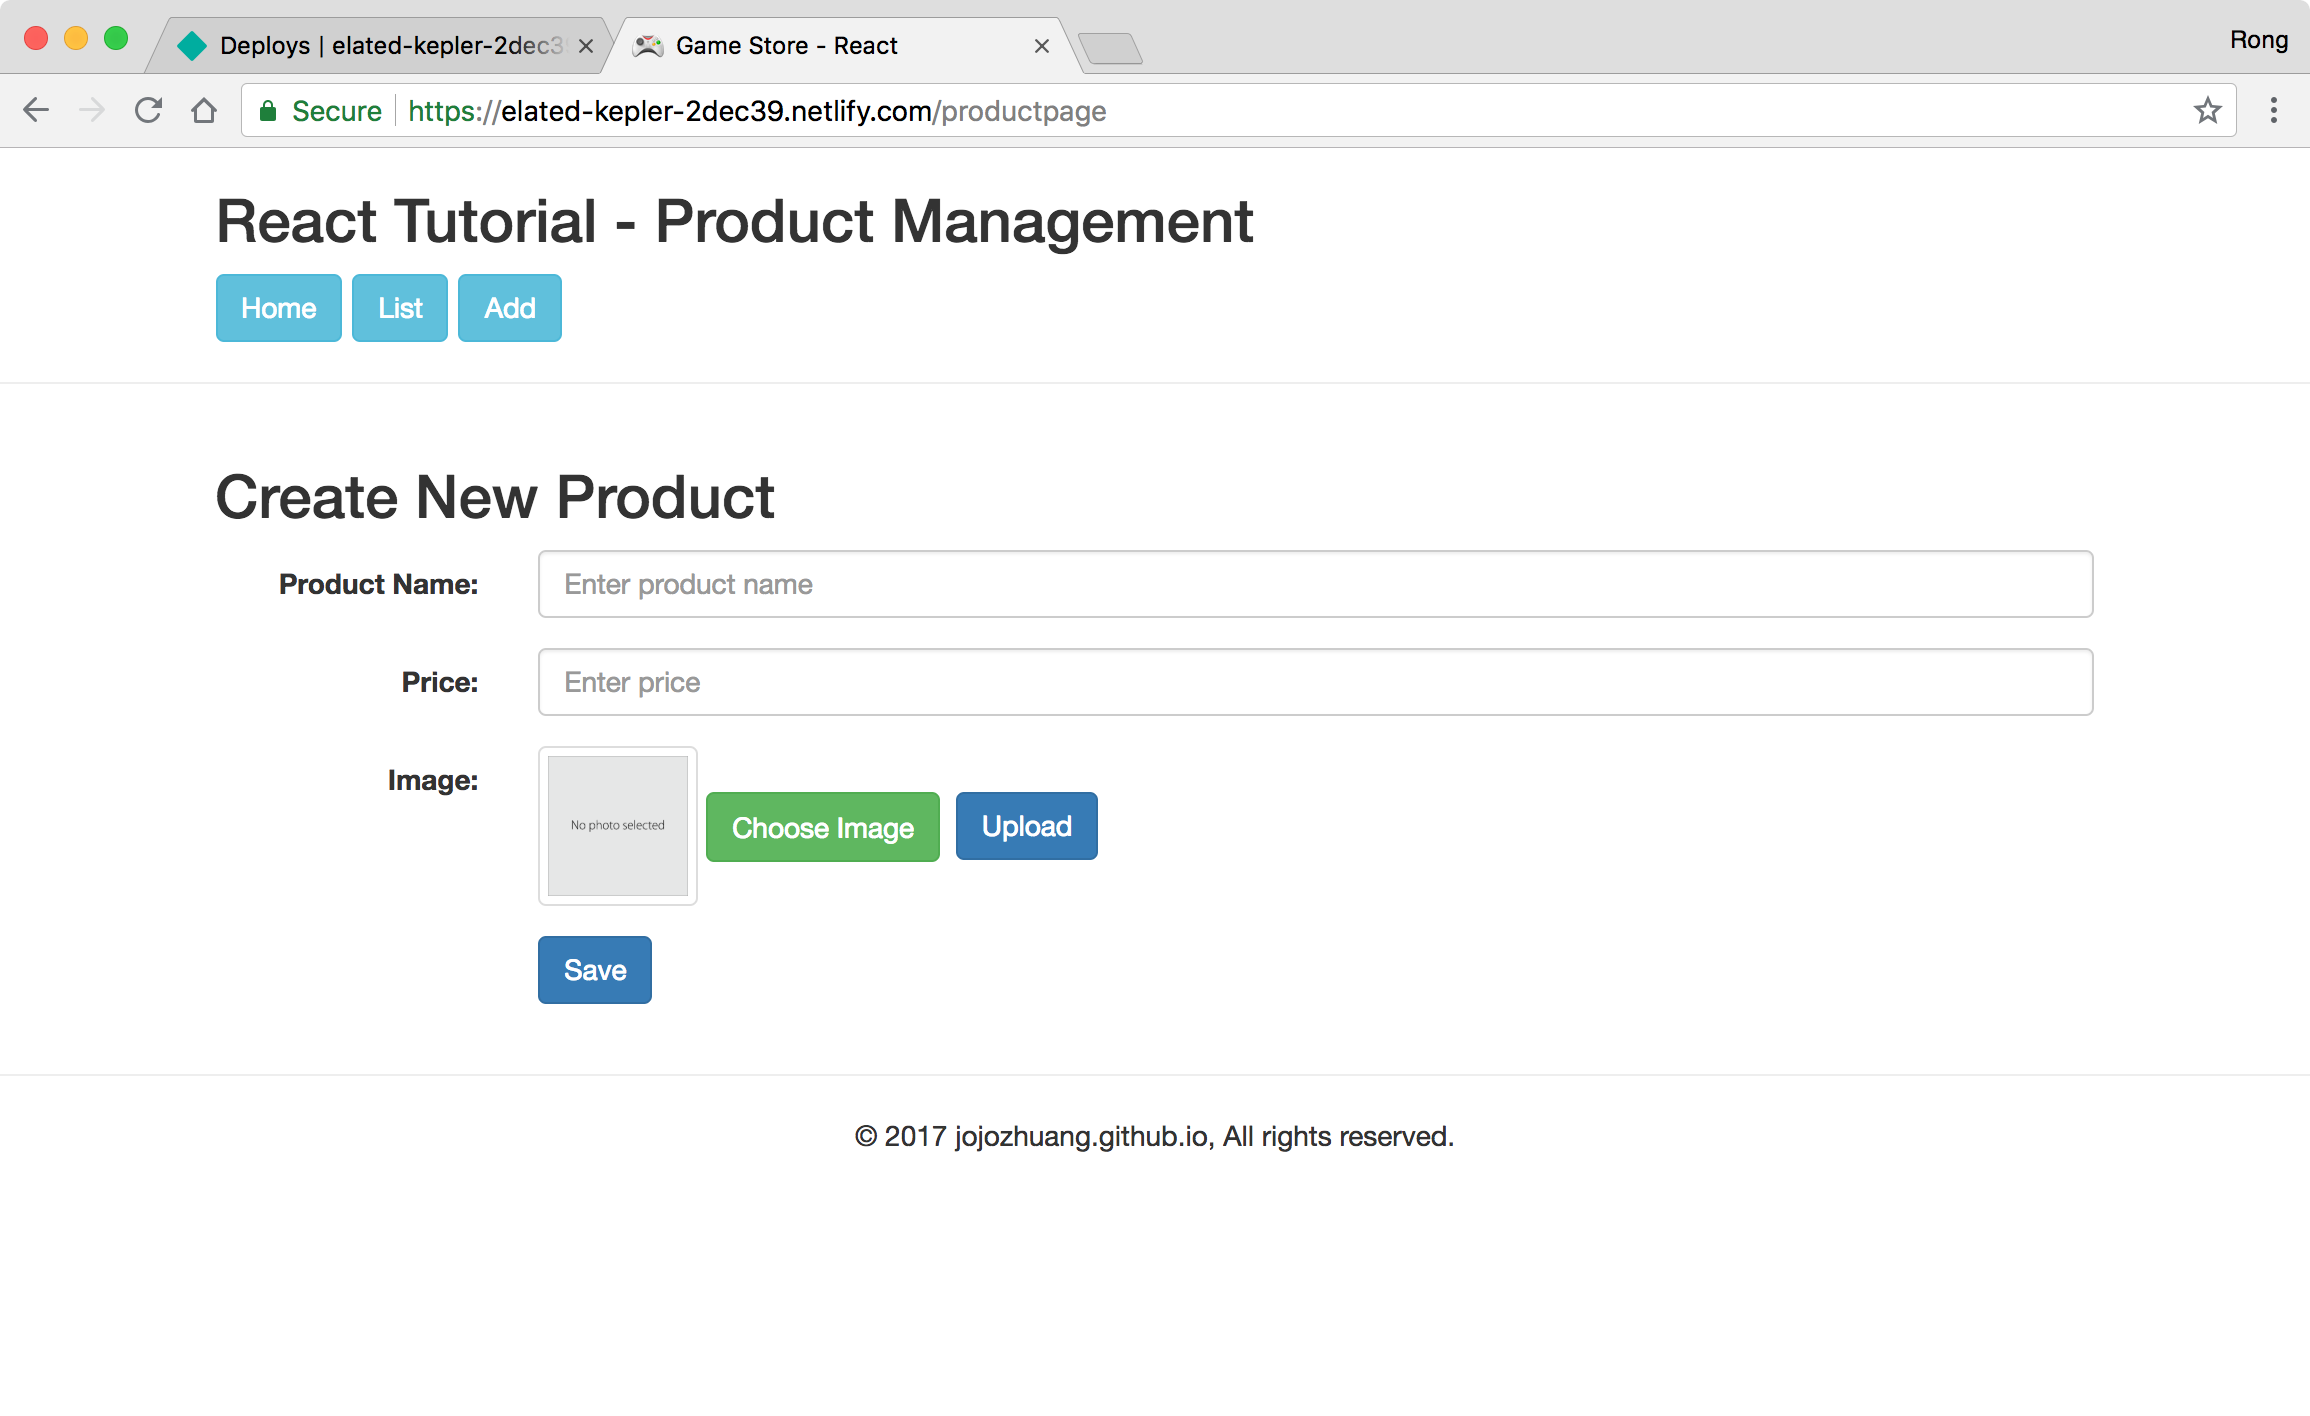 Deploys | elated-kepler-2dec3
Game Store - React
Rong
Secure https://elated-kepler-2dec39.netlify.com/productpage
React Tutorial - Product Management
Home List Add
Create New Product
Product Name: Enter product name
Price: Enter price
Image: No photo selected Choose Image Upload
Save
© 2017 jojozhuang.github.io, All rights reserved.